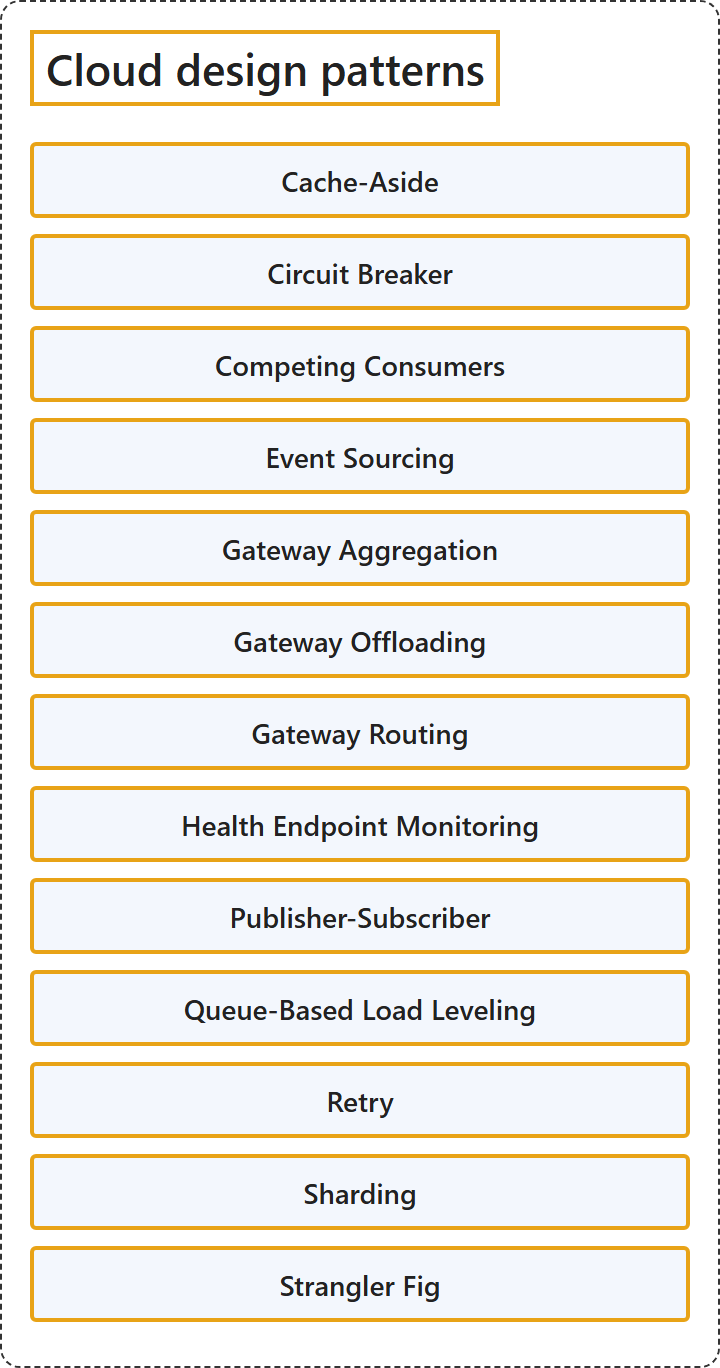 Cloud design patterns
Cache-Aside
Circuit Breaker
Competing Consumers
Event Sourcing
Gateway Aggregation
Gateway Offloading
Gateway Routing
Health Endpoint Monitoring
Publisher-Subscriber
Queue-Based Load Leveling
Retry
Sharding
Strangler Fig